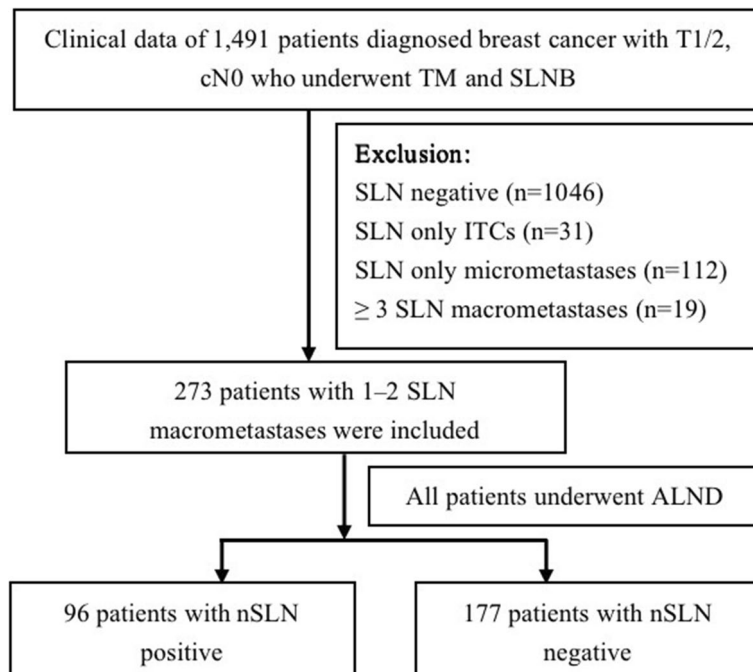 Clinical data of 1,491 patients diagnosed breast cancer with T1/2,
cN0 who underwent TM and SLNB
Exclusion:
SLN negative (n=1046)
SLN only ITCs (n=31)
SLN only micrometastases (n=112)
≥ 3 SLN macrometastases (n=19)
273 patients with 1–2 SLN
macrometastases were included
All patients underwent ALND
96 patients with nSLN
positive
177 patients with nSLN
negative